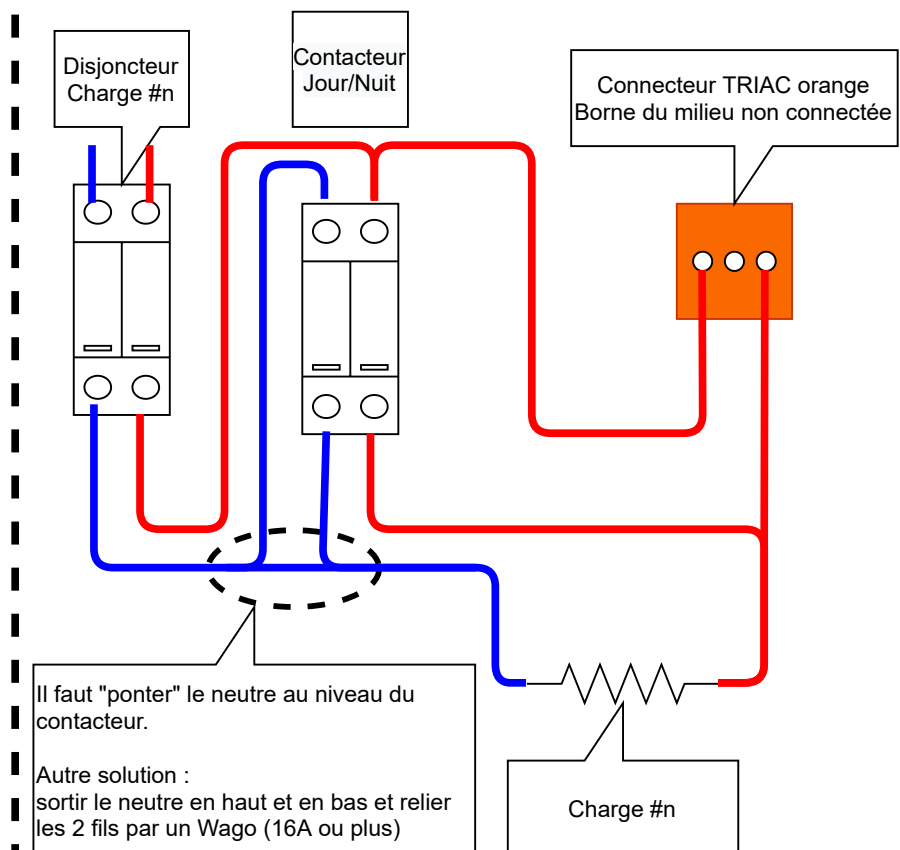 Disjoncteur
Charge #n
Contacteur
Jour/Nuit
Connecteur TRIAC orange
Borne du milieu non connectée
Il faut "ponter" le neutre au niveau du
contacteur.
Autre solution :
sortir le neutre en haut et en bas et relier
les 2 fils par un Wago (16A ou plus)
Charge #n